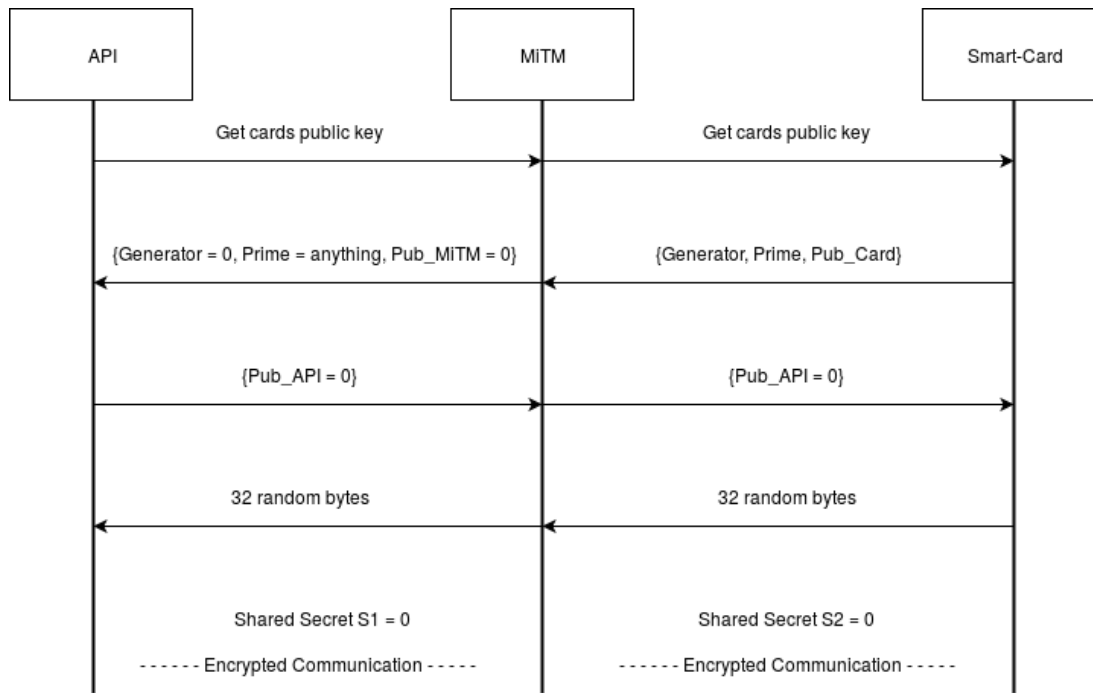 API
MiTM
Smart-Card
Get cards public key
Get cards public key
{Generator = 0, Prime = anything, Pub_MiTM = 0}
{Generator, Prime, Pub_Card}
{Pub_API = 0}
{Pub_API = 0}
32 random bytes
32 random bytes
Shared Secret S1 = 0
Shared Secret S2 = 0
- - - - - - Encrypted Communication - - - - -
- - - - - - Encrypted Communication - - - - -